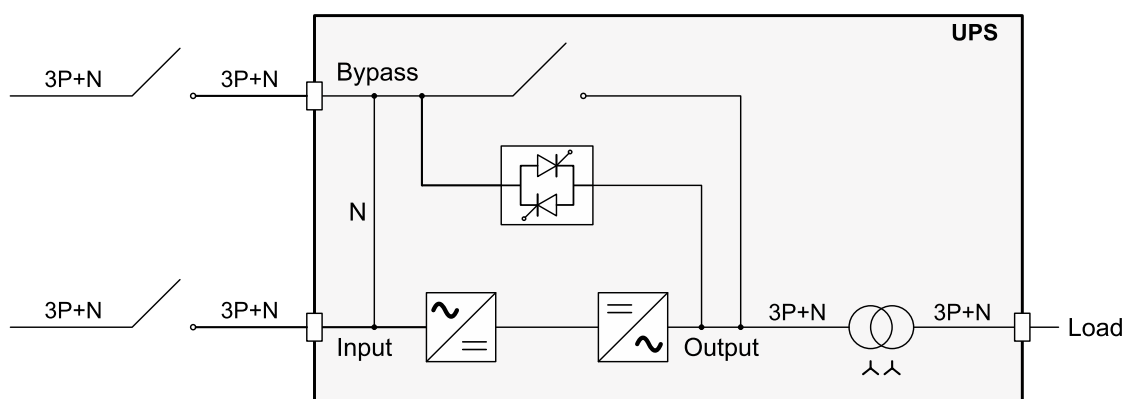 UPS
3P+N
3P+N
Bypass
N
3P+N
3P+N
Input
Output
3P+N
3P+N
Load